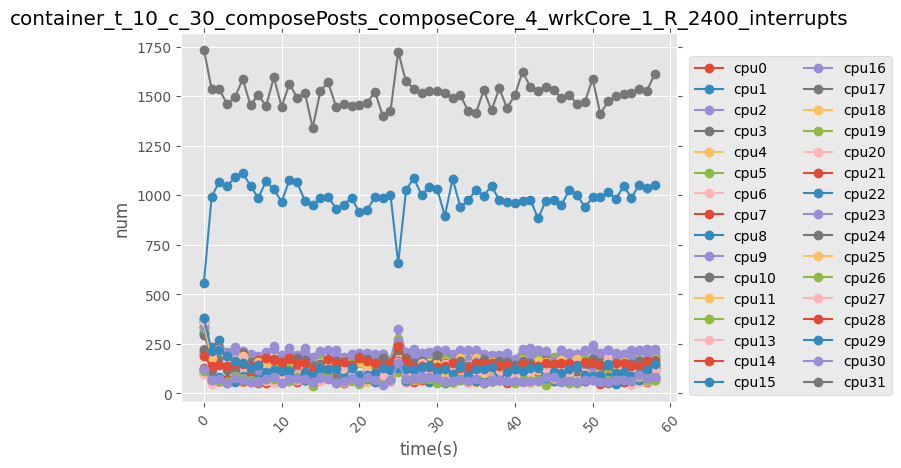 container_t_10_c_30_composePosts_composeCore_4_wrkCore_1_R_2400_interrupts
1750
1500
1250
1000
750
500
250
0
num
0
10
20
30
40
50
60
time(s)
cpu0
cpu1
cpu2
cpu3
cpu4
cpu5
cpu6
cpu7
cpu8
cpu9
cpu10
cpu11
cpu12
cpu13
cpu14
cpu15
cpu16
cpu17
cpu18
cpu19
cpu20
cpu21
cpu22
cpu23
cpu24
cpu25
cpu26
cpu27
cpu28
cpu29
cpu30
cpu31